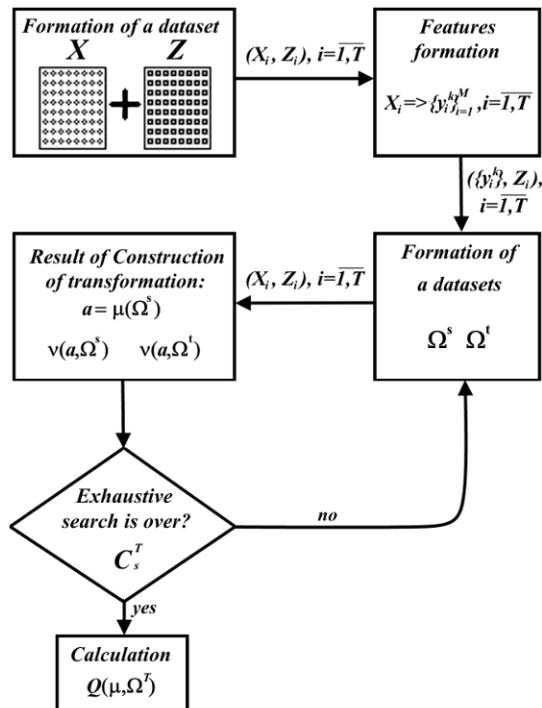 Formation of a dataset
X Z
(Xᵢ, Zᵢ), i=1,T̅
Features
formation
Xᵢ=>{yᵢᵏ}ᴹᵢ₌₁, i=1,T̅
({yᵢᵏ}, Zᵢ),
i=1,T̅
Formation of
a datasets
Ωˢ Ωᵗ
(Xᵢ, Zᵢ), i=1,T̅
Result of Construction
of transformation:
a= μ(Ωˢ)
ν(a,Ωˢ) ν(a,Ωᵗ)
Exhaustive
search is over?
Cₛᵀ
no
yes
Calculation
Q(μ,Ωᵀ)